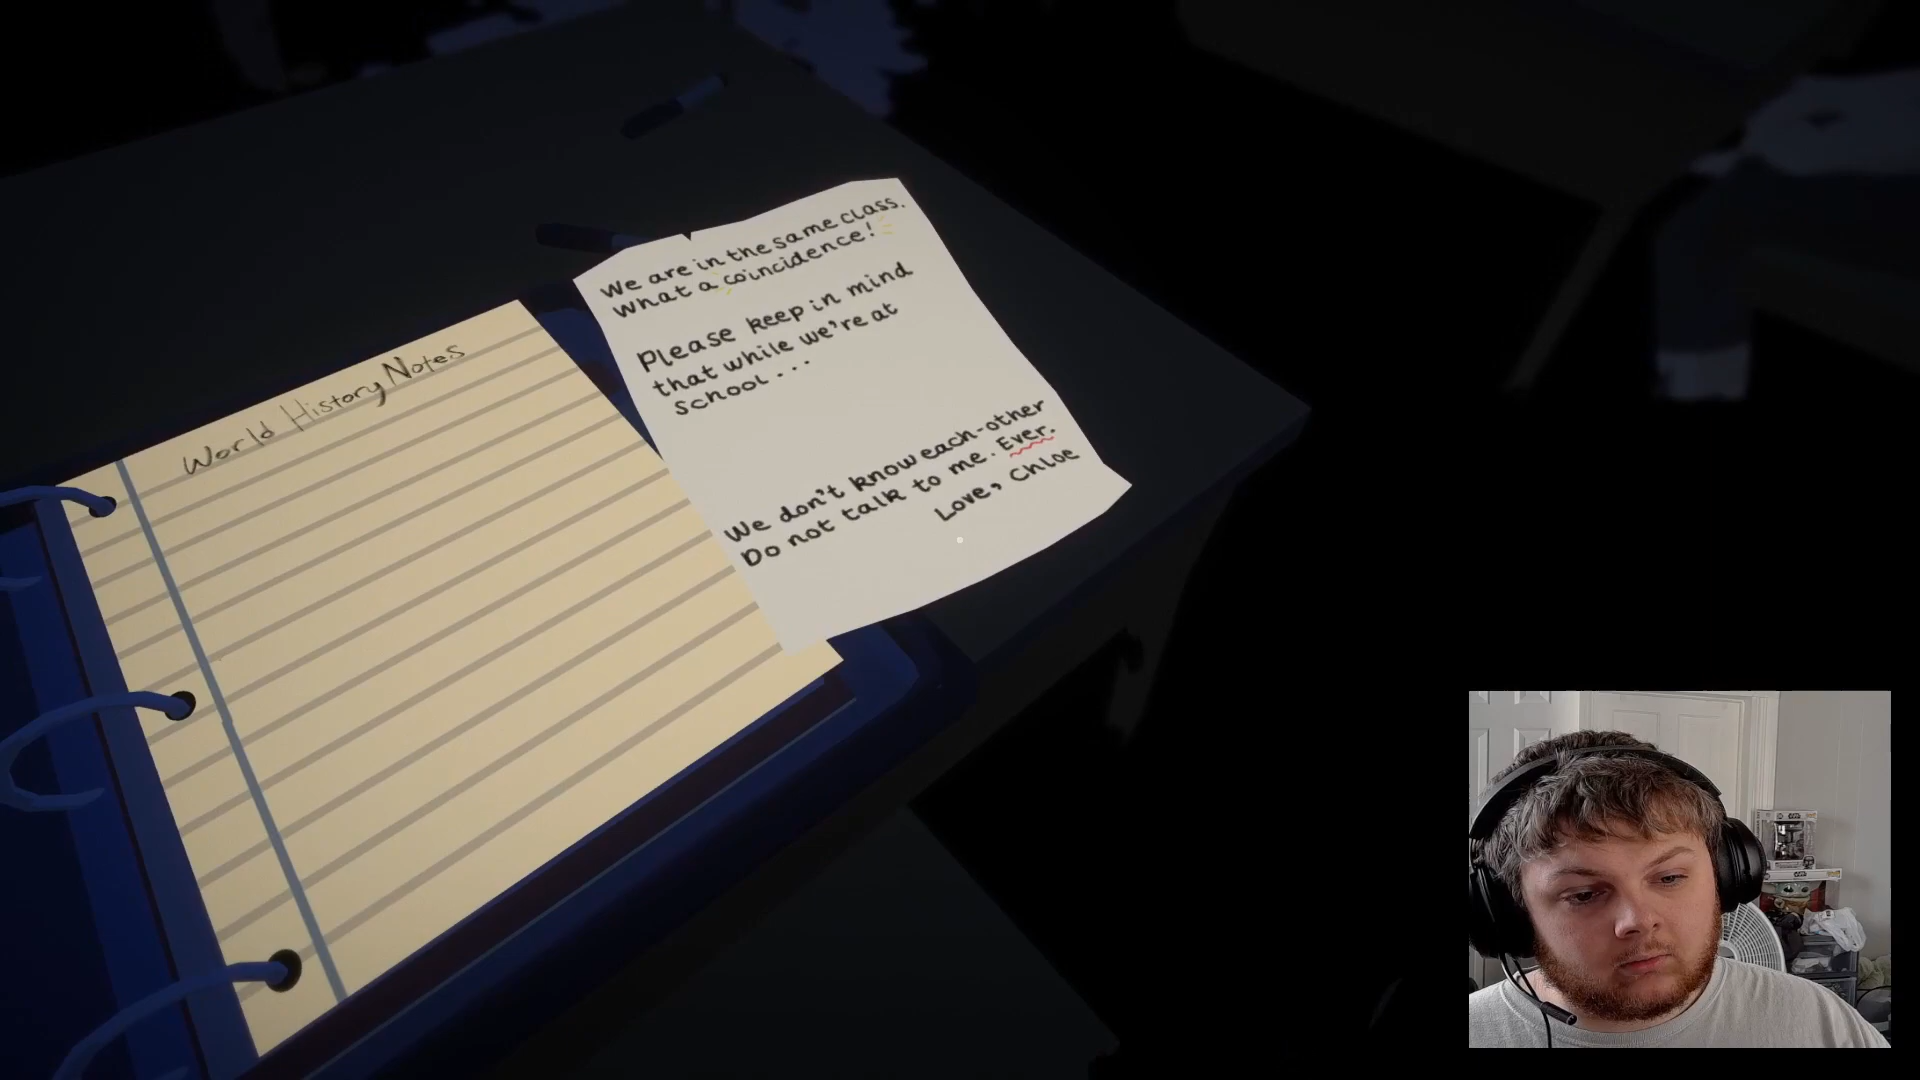 World History Notes
We are in the same class.
What a coincidence!
Please keep in mind
that while we're at
school...
We don't know each-other
Do not talk to me. Ever.
Love, Chloe